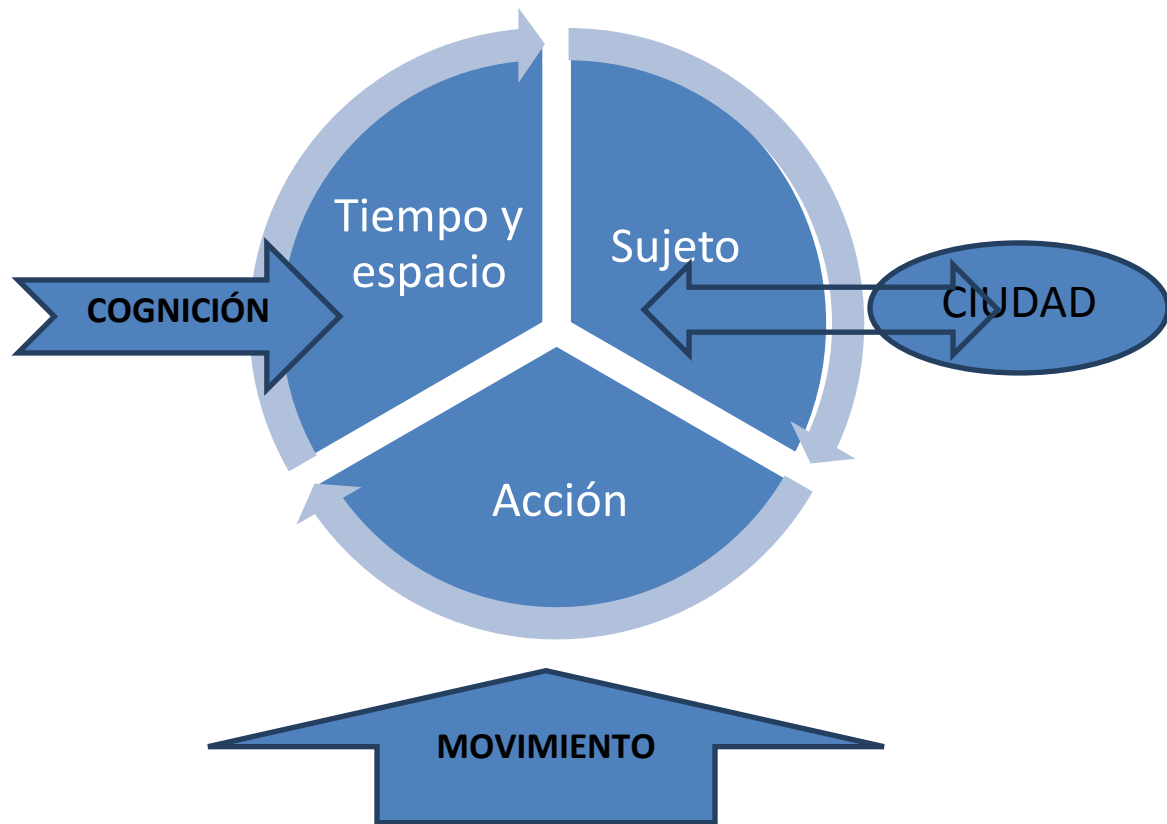 Tiempo y
espacio
Sujeto
COGNICIÓN
CIUDAD
Acción
MOVIMIENTO